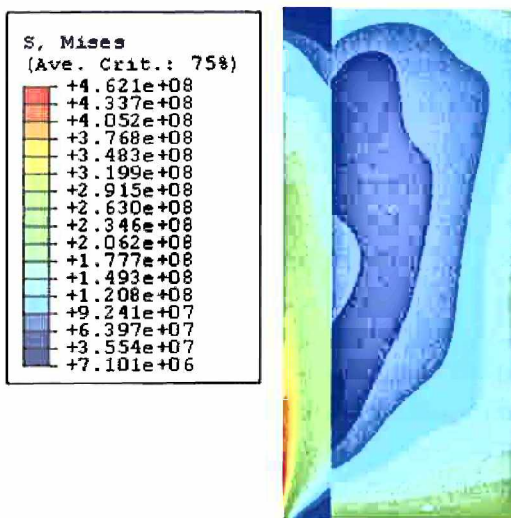 S, Mises
(Ave. Crit.: 75%)
+4.621e+08
+4.337e+08
+4.052e+08
+3.768e+08
+3.483e+08
+3.199e+08
+2.915e+08
+2.630e+08
+2.346e+08
+2.062e+08
+1.777e+08
+1.493e+08
+1.208e+08
+9.241e+07
+6.397e+07
+3.554e+07
+7.101e+06